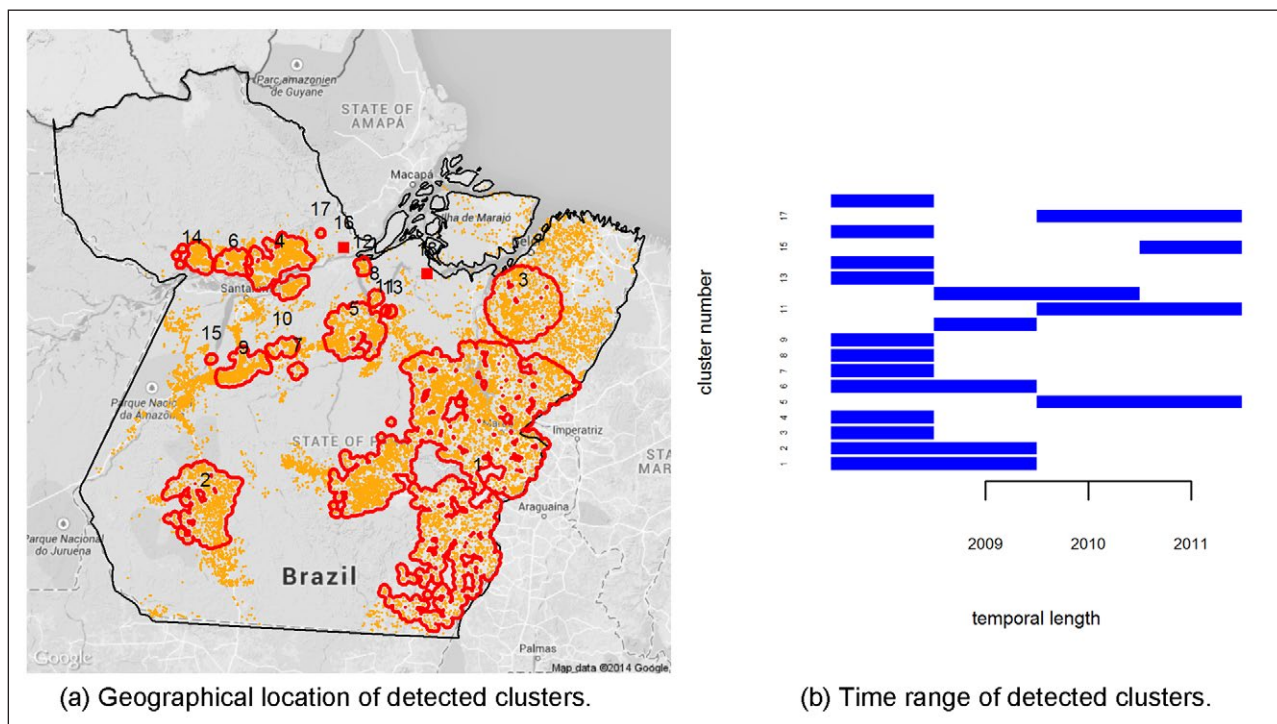 Parc amazonien
de Guyane
STATE OF
AMAPÁ
Macapá
17
16
14
6
4
12
Ilha de Marajó
8
3
Santa
11
13
10
5
15
7
9
Parque Nac
da Amazôn
STATE OF P
Imperatriz
STA
MAR
1
2
Araguaína
Parque Nacional
do Juruena
Brazil
Palmas
Google
Map data ©2014 Google,
(a) Geographical location of detected clusters.
cluster number
17
15
13
11
9
8
7
6
5
4
3
2
1
2009 2010 2011
temporal length
(b) Time range of detected clusters.